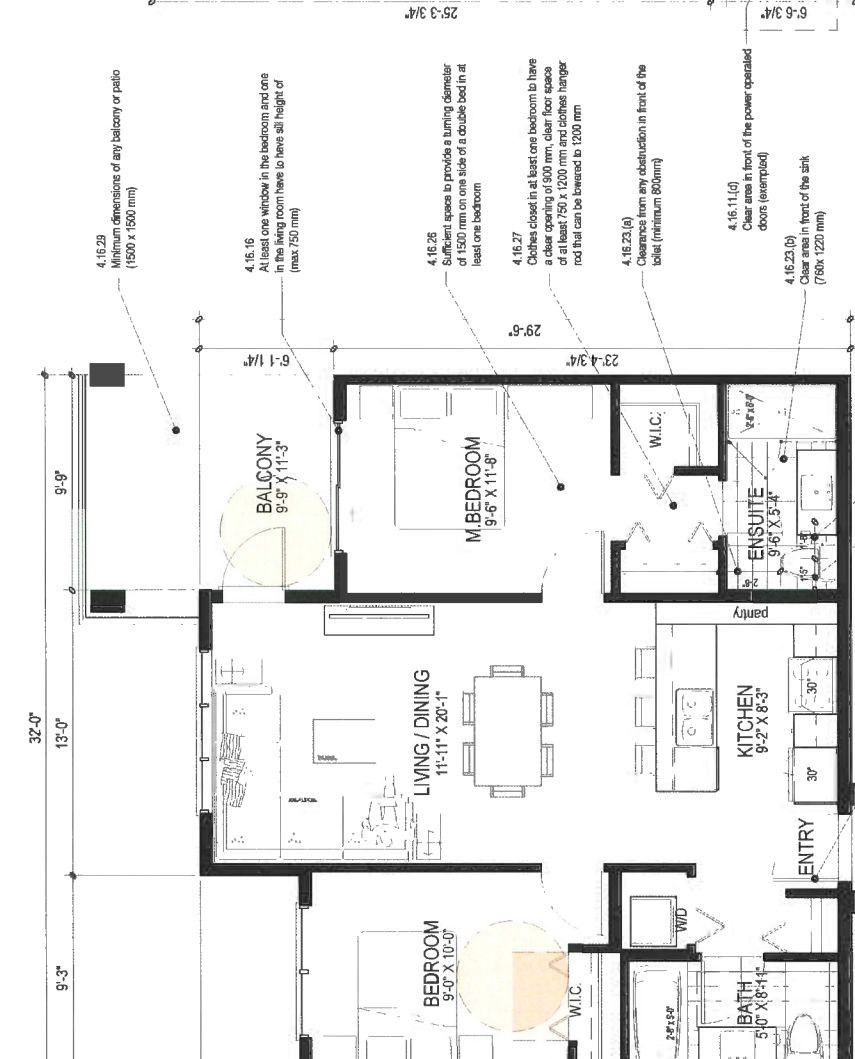 25'-3 3/4"
6'-6 3/4"
4.16.29
Minimum dimensions of any balcony or patio
(1500 x 1500 mm)
4.16.16
At least one window in the bedroom and one
in the living room have to have sill height of
(max 750 mm)
4.16.26
Sufficient space to provide a turning diameter
of 1500 mm on one side of a double bed in at
least one bedroom
4.16.27
Clothes closet in at least one bedroom to have
a clear opening of 900 mm, clear floor space
of at least 750 x 1200 mm and clothes hanger
rod that can be lowered to 1200 mm
4.16.23.(a)
Clearance from any obstruction in front of the
toilet (minimum 800mm)
4.16.11.(d)
Clear area in front of the power operated
doors (exempted)
4.16.23.(b)
Clear area in front of the sink
(760x 1220 mm)
29'-6"
6'-1 1/4"
23'-4 3/4"
32'-0"
9'-9"
13'-0"
9'-3"
BALCONY
9'-9" X 11'-3"
M.BEDROOM
9'-6" X 11'-8"
W.I.C.
ENSUITE
9'-6" X 5'-4"
2'-6"
1'-5"
1'-8"
pantry
LIVING / DINING
11'-11" X 20'-1"
KITCHEN
9'-2" X 8'-3"
30"
30"
ENTRY
W/D
BEDROOM
9'-0" X 10'-0"
W.I.C.
BATH
5'-0" X 8'-11"